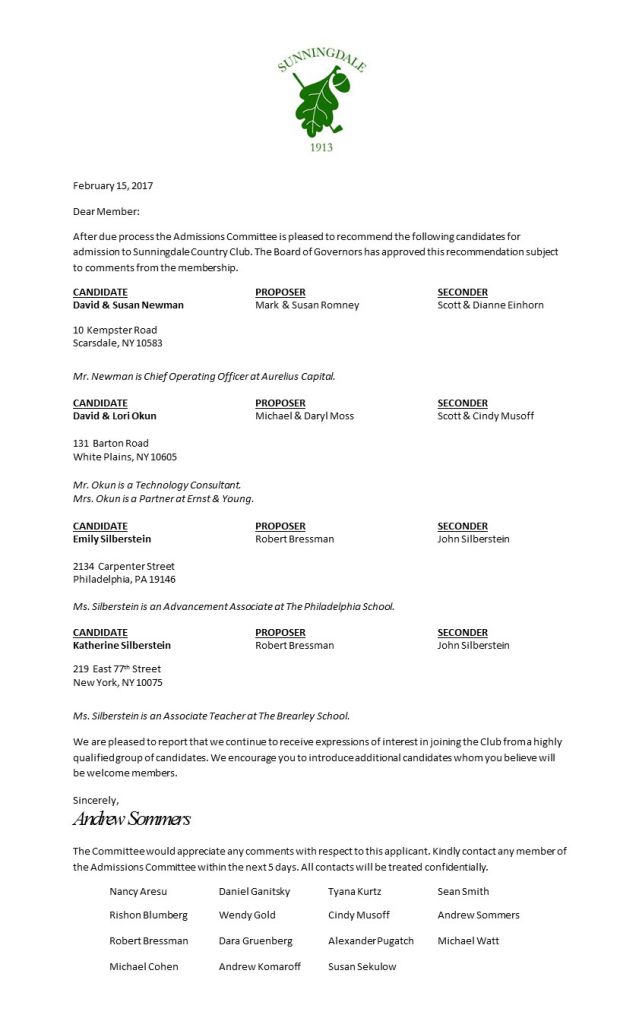 SUNNINGDALE
1913
February 15, 2017
Dear Member:
After due process the Admissions Committee is pleased to recommend the following candidates for
admission to Sunningdale Country Club. The Board of Governors has approved this recommendation subject
to comments from the membership.
CANDIDATE PROPOSER SECONDER
David & Susan Newman Mark & Susan Romney Scott & Dianne Einhorn
10 Kempster Road
Scarsdale, NY 10583
Mr. Newman is Chief Operating Officer at Aurelius Capital.
CANDIDATE PROPOSER SECONDER
David & Lori Okun Michael & Daryl Moss Scott & Cindy Musoff
131 Barton Road
White Plains, NY 10605
Mr. Okun is a Technology Consultant.
Mrs. Okun is a Partner at Ernst & Young.
CANDIDATE PROPOSER SECONDER
Emily Silberstein Robert Bressman John Silberstein
2134 Carpenter Street
Philadelphia, PA 19146
Ms. Silberstein is an Advancement Associate at The Philadelphia School.
CANDIDATE PROPOSER SECONDER
Katherine Silberstein Robert Bressman John Silberstein
219 East 77th Street
New York, NY 10075
Ms. Silberstein is an Associate Teacher at The Brearley School.
We are pleased to report that we continue to receive expressions of interest in joining the Club from a highly
qualified group of candidates. We encourage you to introduce additional candidates whom you believe will
be welcome members.
Sincerely,
Andrew Sommers
The Committee would appreciate any comments with respect to this applicant. Kindly contact any member of
the Admissions Committee within the next 5 days. All contacts will be treated confidentially.
Nancy Aresu Daniel Ganitsky Tyana Kurtz Sean Smith
Rishon Blumberg Wendy Gold Cindy Musoff Andrew Sommers
Robert Bressman Dara Gruenberg Alexander Pugatch Michael Watt
Michael Cohen Andrew Komaroff Susan Sekulow